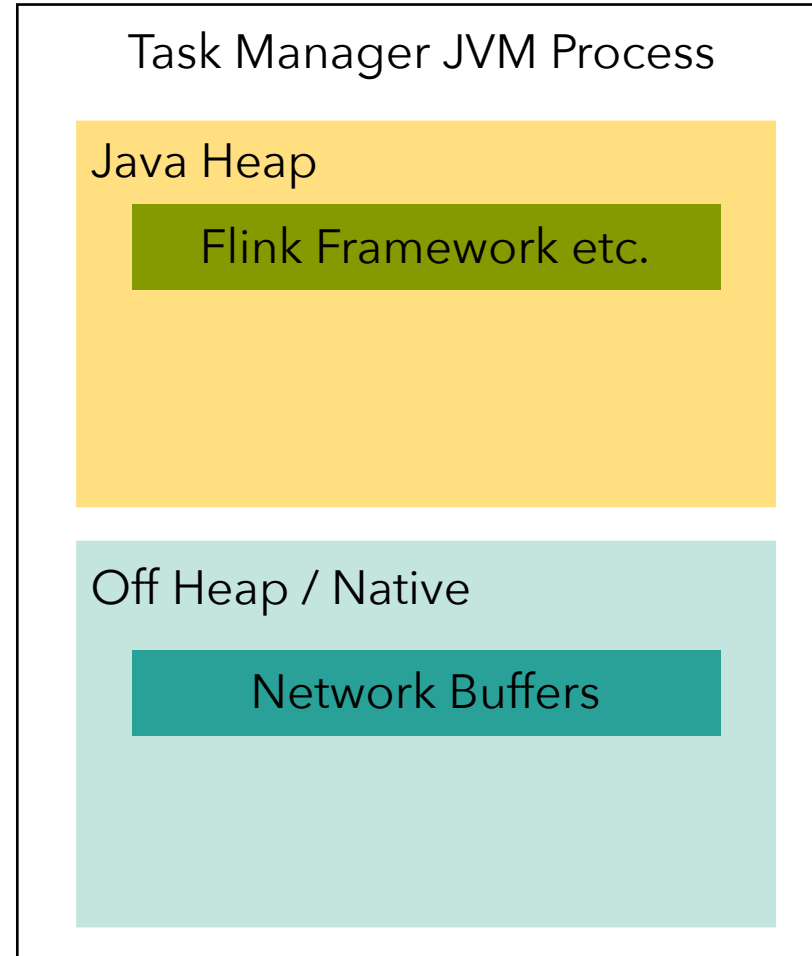 Task Manager JVM Process
Java Heap
Flink Framework etc.
Off Heap / Native
Network Buffers